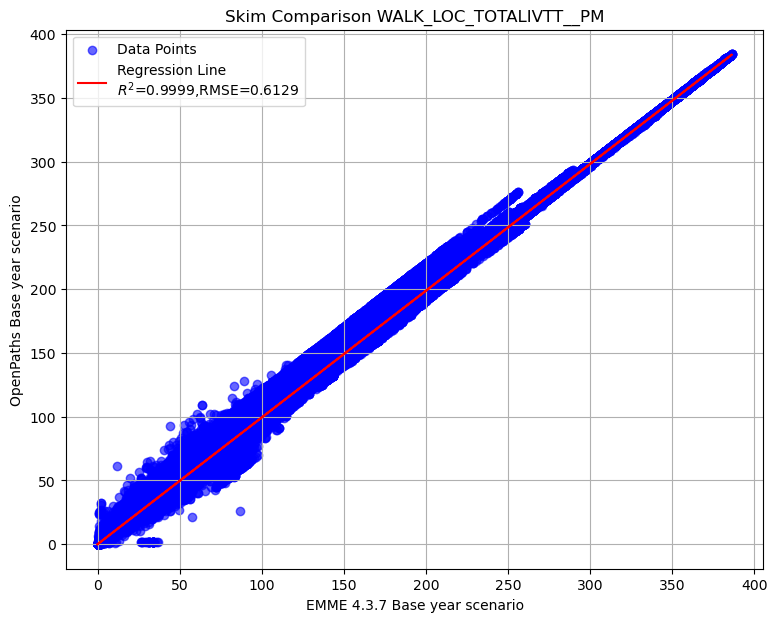 Skim Comparison WALK_LOC_TOTALIVTT__PM
Data Points
Regression Line
R²=0.9999,RMSE=0.6129
400
350
300
250
200
150
100
50
0
OpenPaths Base year scenario
0 50 100 150 200 250 300 350 400
EMME 4.3.7 Base year scenario